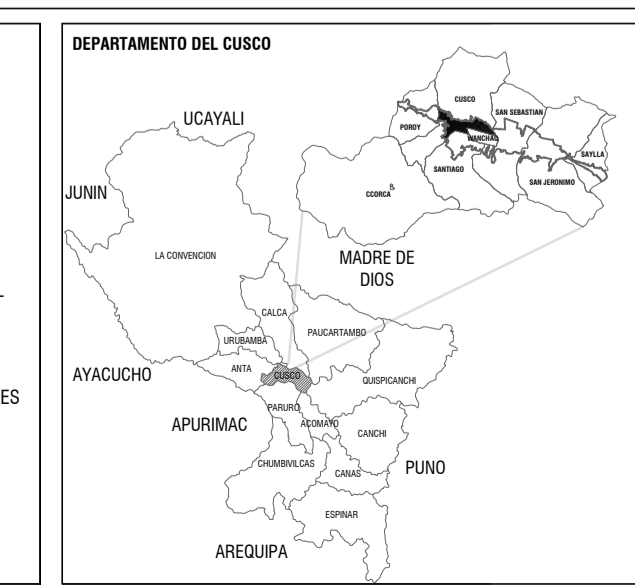 DEPARTAMENTO DEL CUSCO
CUSCO
SAN SEBASTIAN
POROY
WANCHAQ
SAYLLA
SANTIAGO
SAN JERONIMO
CCORCA
UCAYALI
JUNIN
LA CONVENCION
MADRE DE
DIOS
CALCA
PAUCARTAMBO
URUBAMBA
ANTA
CUSCO
QUISPICANCHI
AYACUCHO
ES
PARURO
ACOMAYO
APURIMAC
CANCHI
CHUMBIVILCAS
CANAS
PUNO
ESPINAR
AREQUIPA